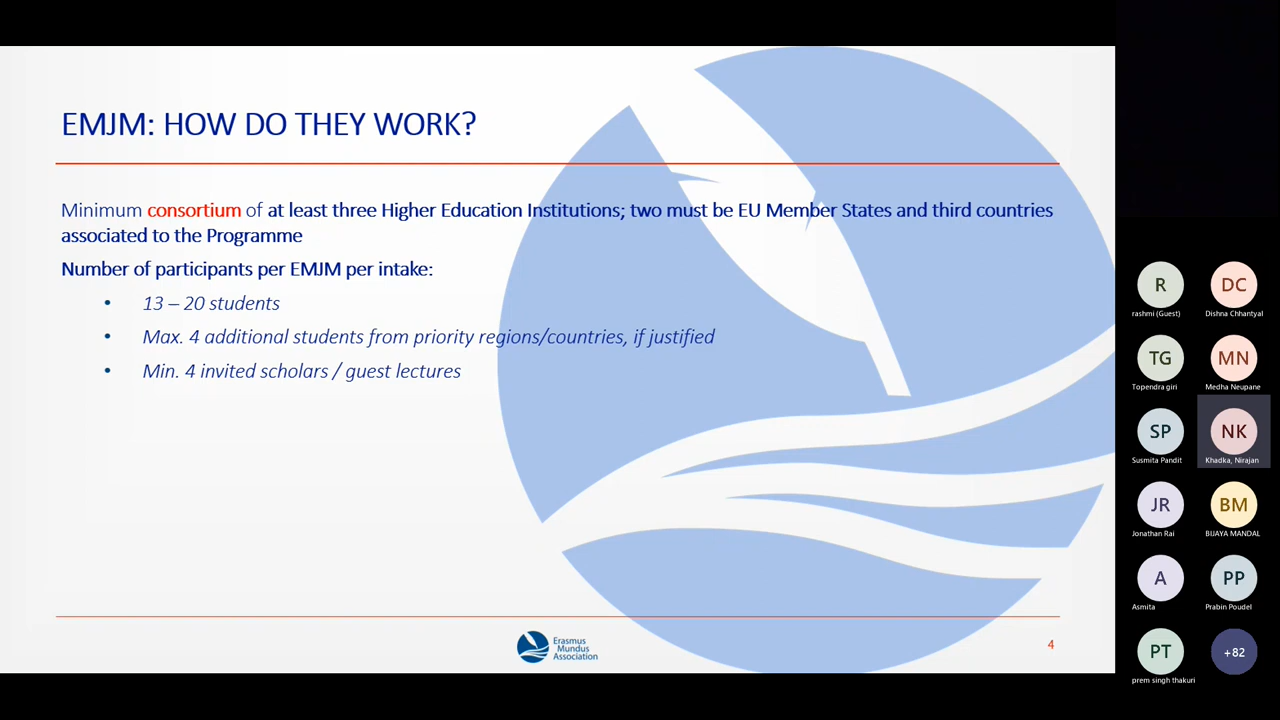 EMJM: HOW DO THEY WORK?
Minimum consortium of at least three Higher Education Institutions; two must be EU Member States and third countries
associated to the Programme
Number of participants per EMJM per intake:
• 13 – 20 students
• Max. 4 additional students from priority regions/countries, if justified
• Min. 4 invited scholars / guest lectures
Erasmus
Mundus
Association
4
R
rashmi (Guest)
DC
Dishna Chhantyal
TG
Topendra giri
MN
Medha Neupane
SP
Susmita Pandit
NK
Khadka, Nirajan
JR
Jonathan Rai
BM
BIJAYA MANDAL
A
Asmita
PP
Prabin Poudel
PT
prem singh thakuri
+82